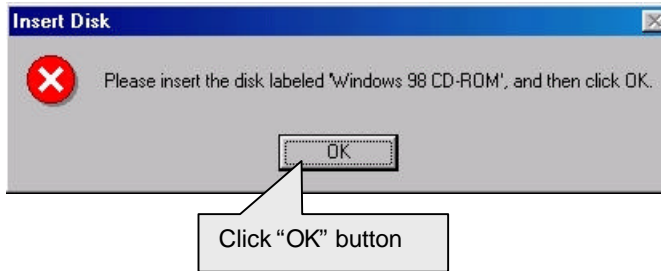 Insert Disk
Please insert the disk labeled 'Windows 98 CD-ROM', and then click OK.
OK
Click “OK” button